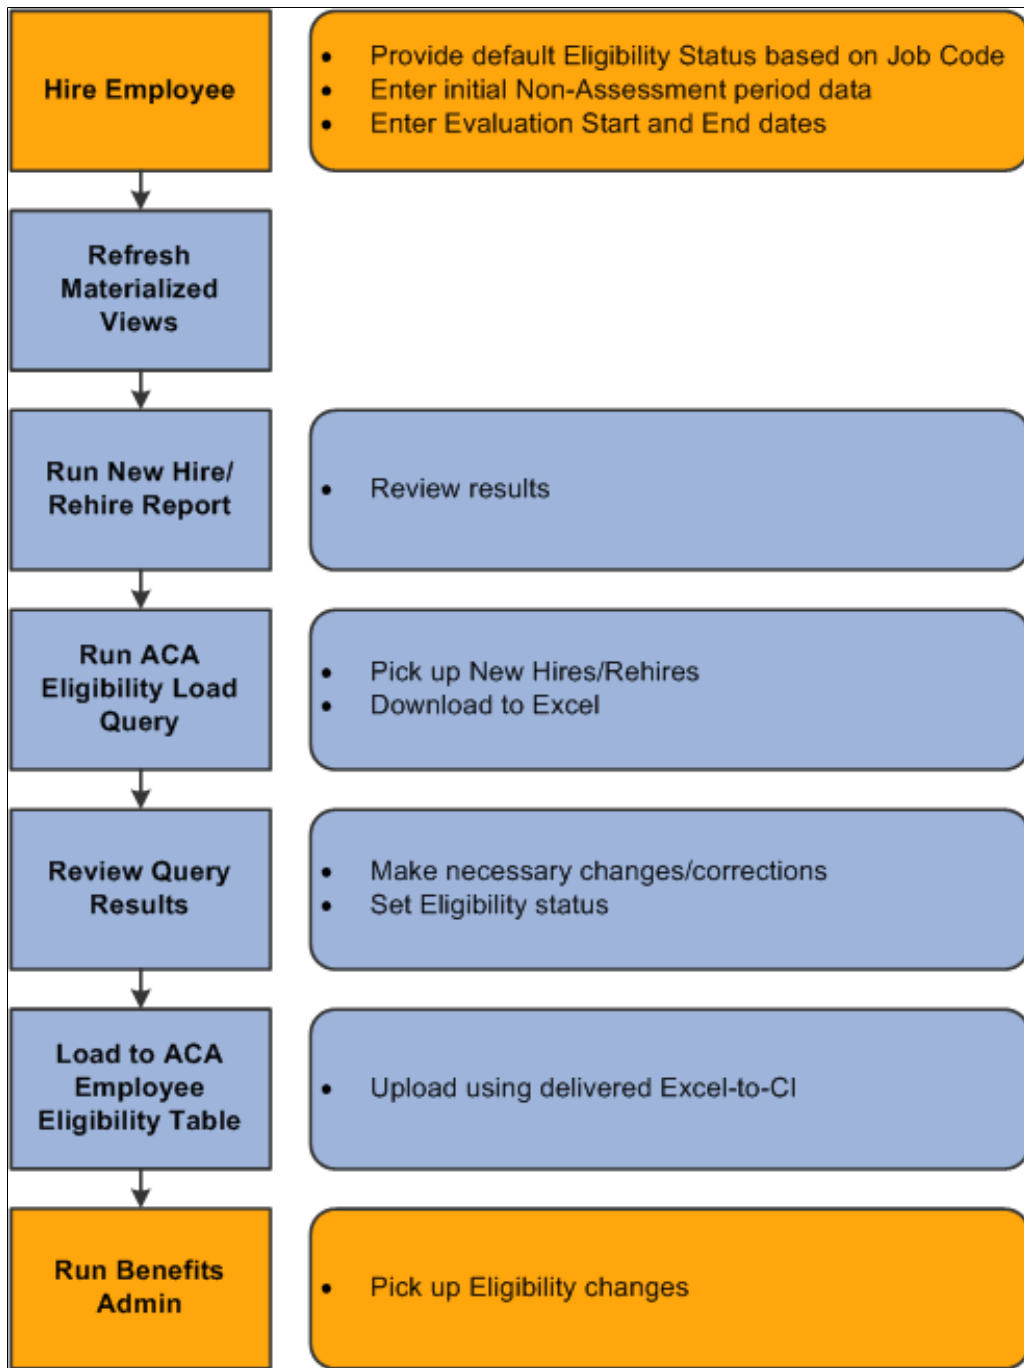 Hire Employee
• Provide default Eligibility Status based on Job Code
• Enter initial Non-Assessment period data
• Enter Evaluation Start and End dates
Refresh
Materialized
Views
Run New Hire/
Rehire Report
• Review results
Run ACA
Eligibility Load
Query
• Pick up New Hires/Rehires
• Download to Excel
Review Query
Results
• Make necessary changes/corrections
• Set Eligibility status
Load to ACA
Employee
Eligibility Table
• Upload using delivered Excel-to-CI
Run Benefits
Admin
• Pick up Eligibility changes